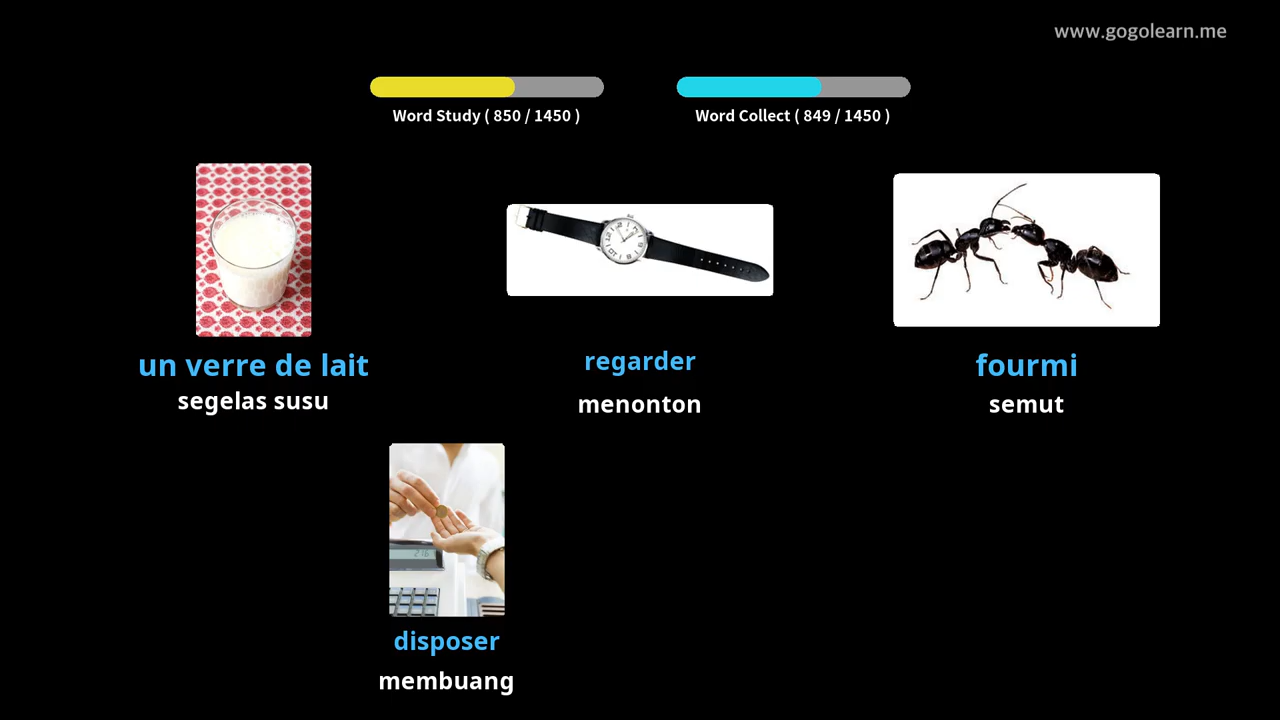 www.gogolearn.me
Word Study ( 850 / 1450 )
Word Collect ( 849 / 1450 )
un verre de lait
segelas susu
regarder
menonton
fourmi
semut
disposer
membuang